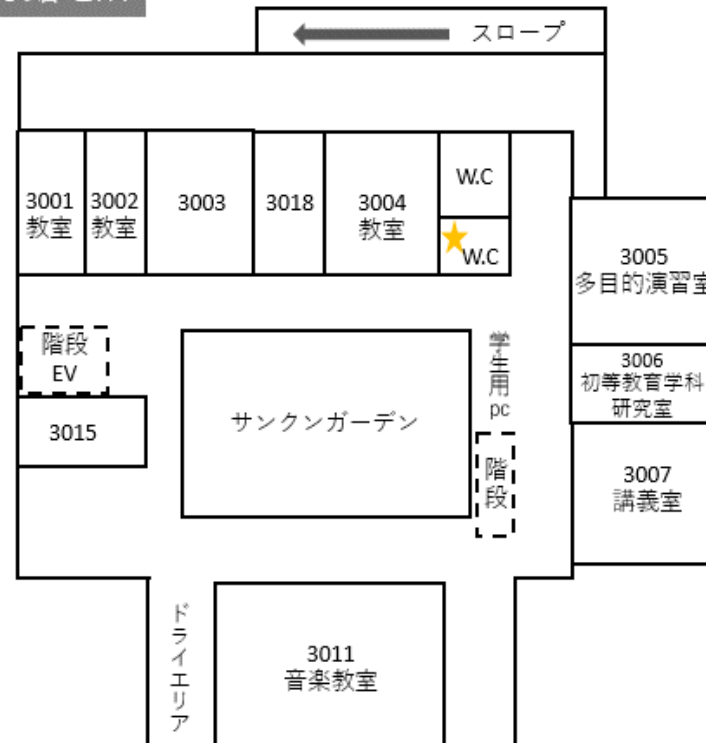 スロープ
3001
教室
3002
教室
3003
3018
3004
教室
W.C
W.C
3005
多目的演習室
階段
EV
3015
サンクンガーデン
学生用pc
階段
3006
初等教育学科
研究室
3007
講義室
ドライエリア
3011
音楽教室